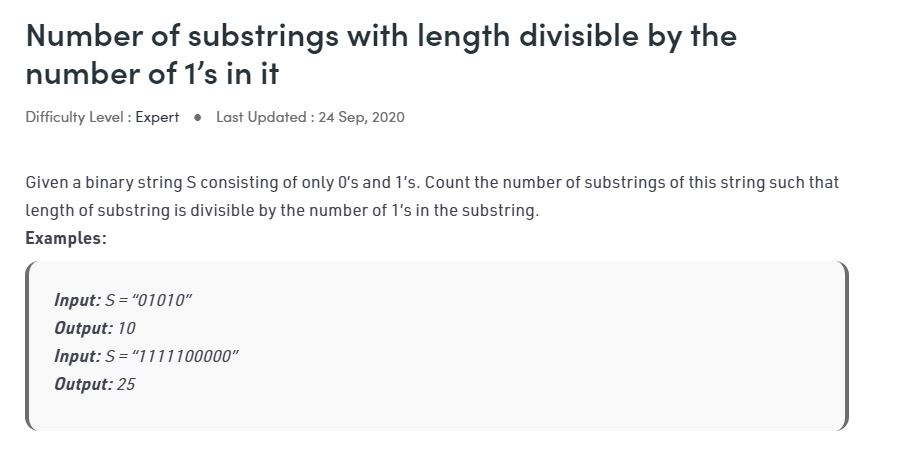 Number of substrings with length divisible by the
number of 1’s in it
Difficulty Level : Expert ● Last Updated : 24 Sep, 2020
Given a binary string S consisting of only 0’s and 1’s. Count the number of substrings of this string such that
length of substring is divisible by the number of 1’s in the substring.
Examples:
Input: S = “01010”
Output: 10
Input: S = “1111100000”
Output: 25